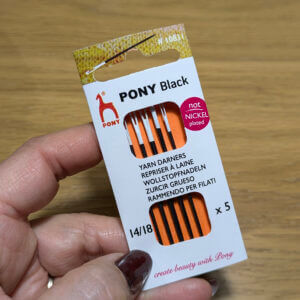 PONY Black
PONY
not
NICKEL
plated
YARN DARNERS
REPRISER À LAINE
WOLLSTOPFNADELN
ZURCIR GRUESO
RAMMENDO PER FILATI
14/18 x 5
create beauty with Pony